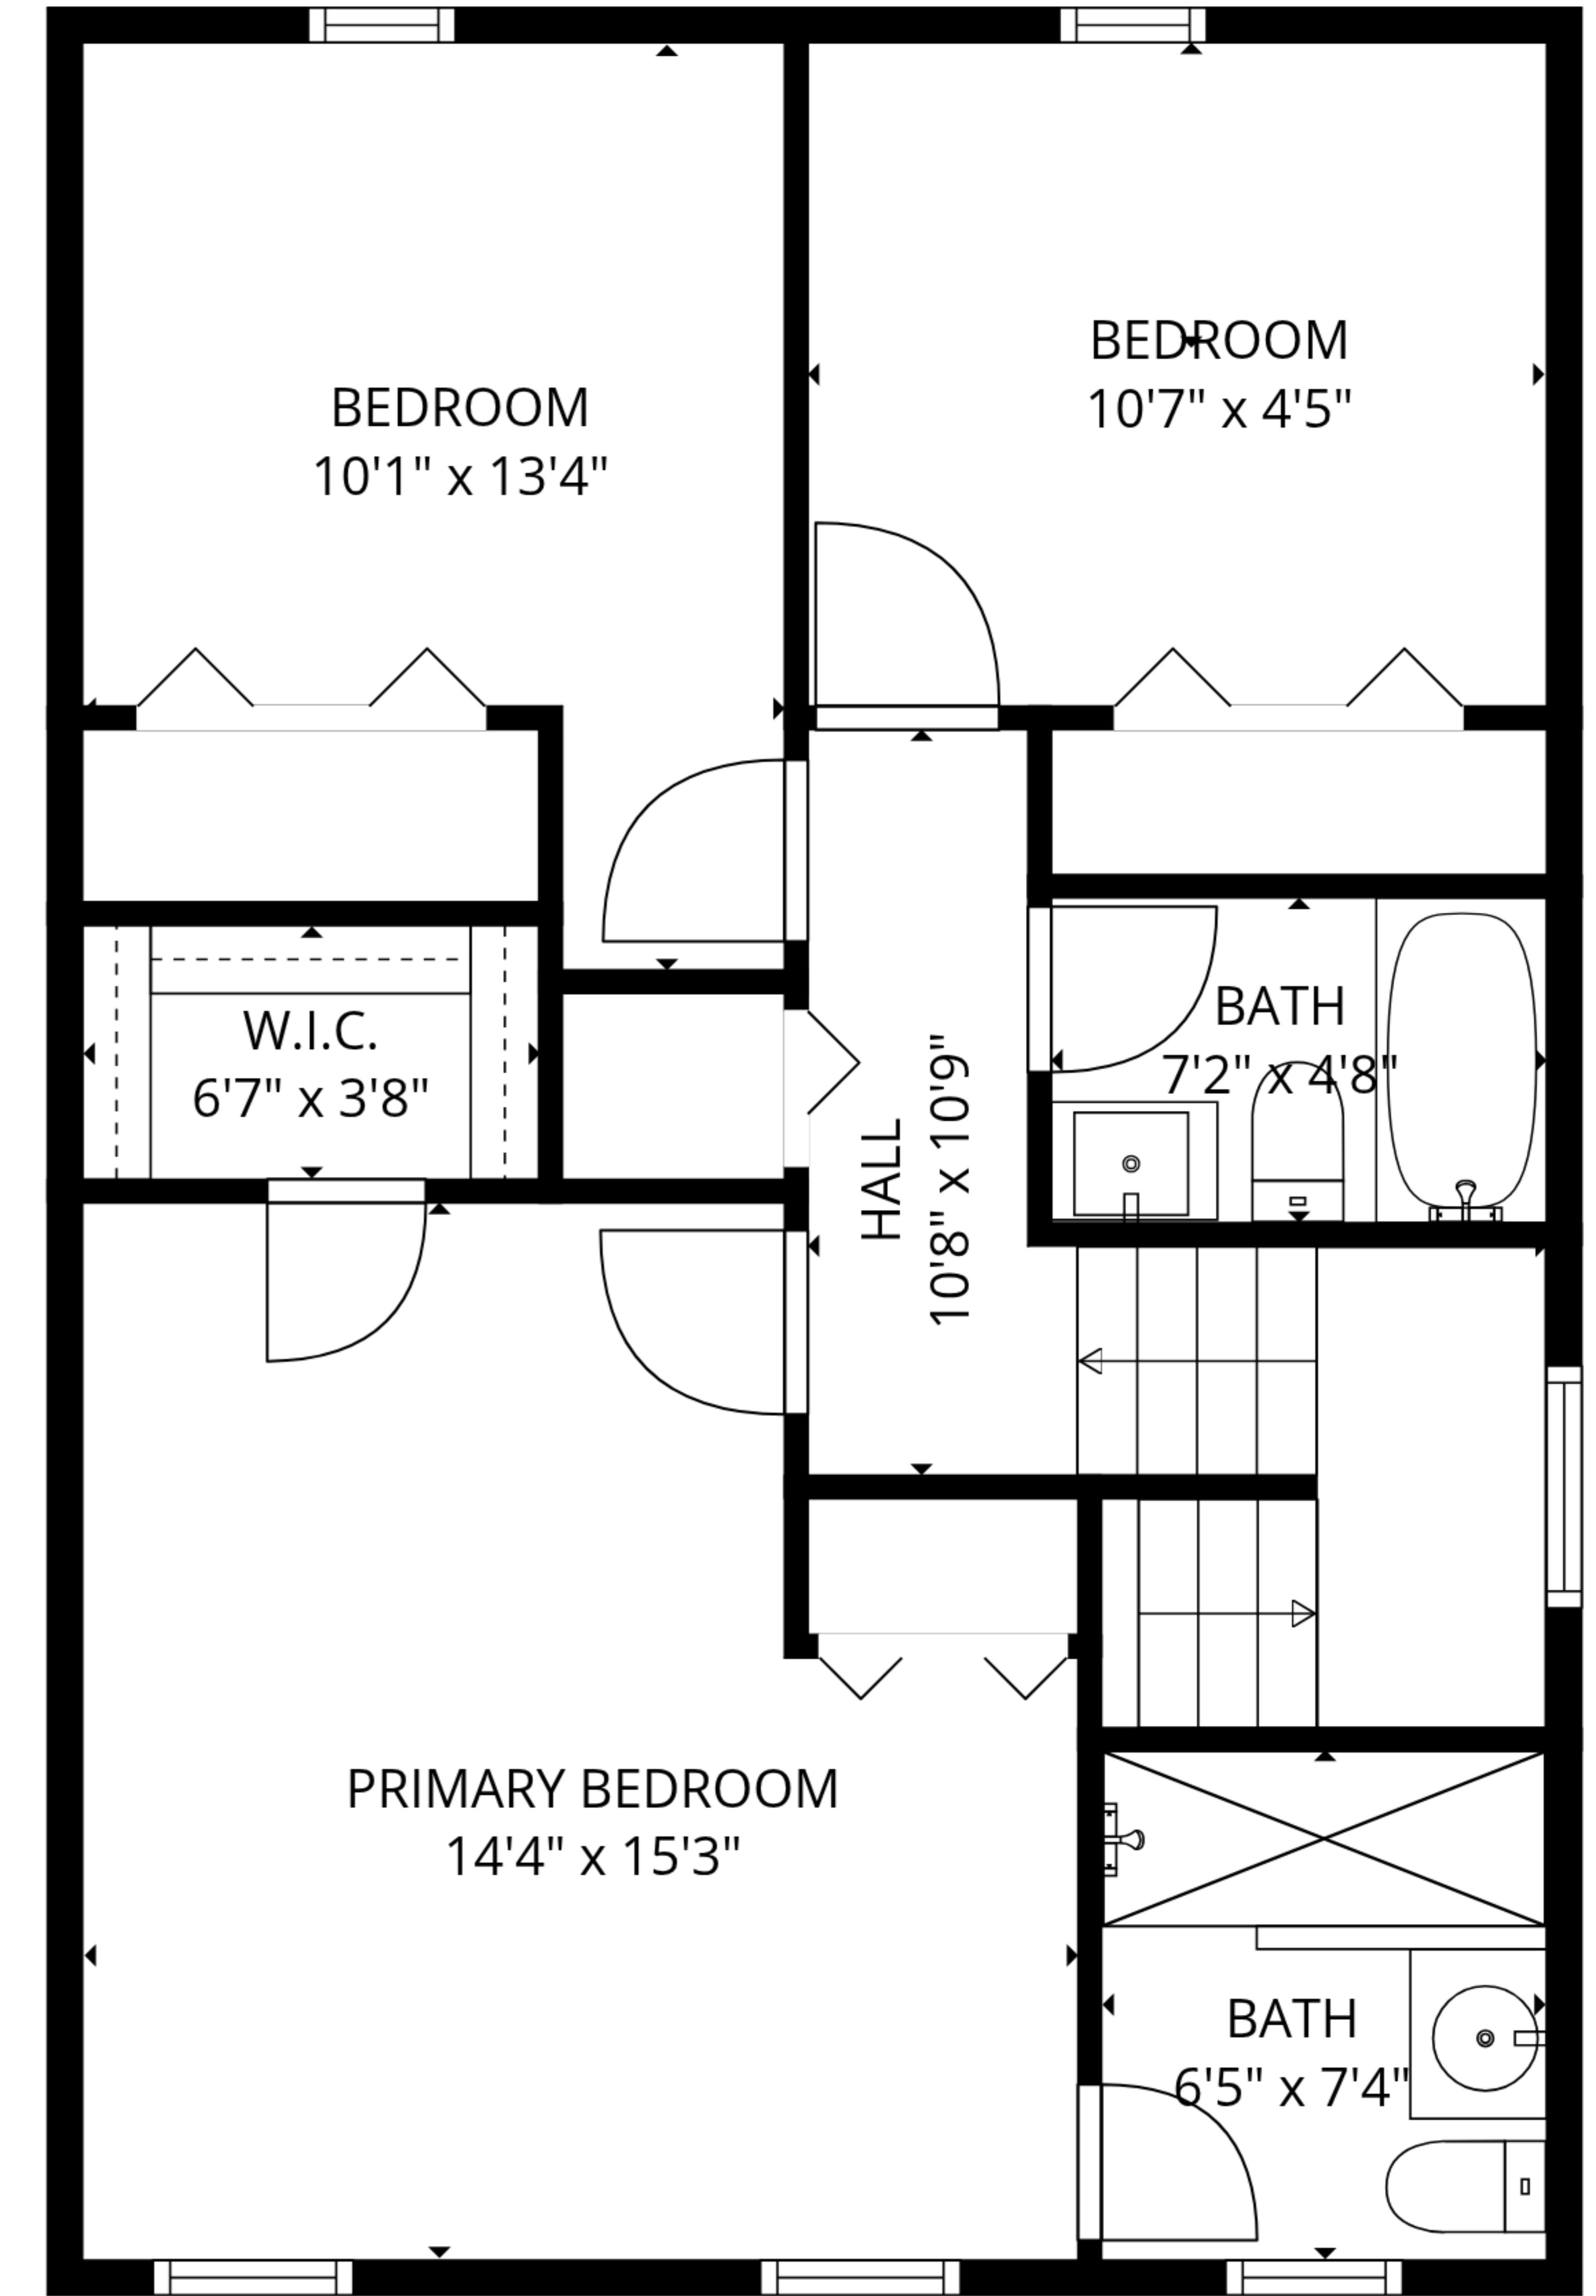 BEDROOM
10'7" x 4'5"
BEDROOM
10'1" x 13'4"
BATH
7'2" x 4'8"
W.I.C.
6'7" x 3'8"
HALL
10'8" x 10'9"
PRIMARY BEDROOM
14'4" x 15'3"
BATH
6'5" x 7'4"